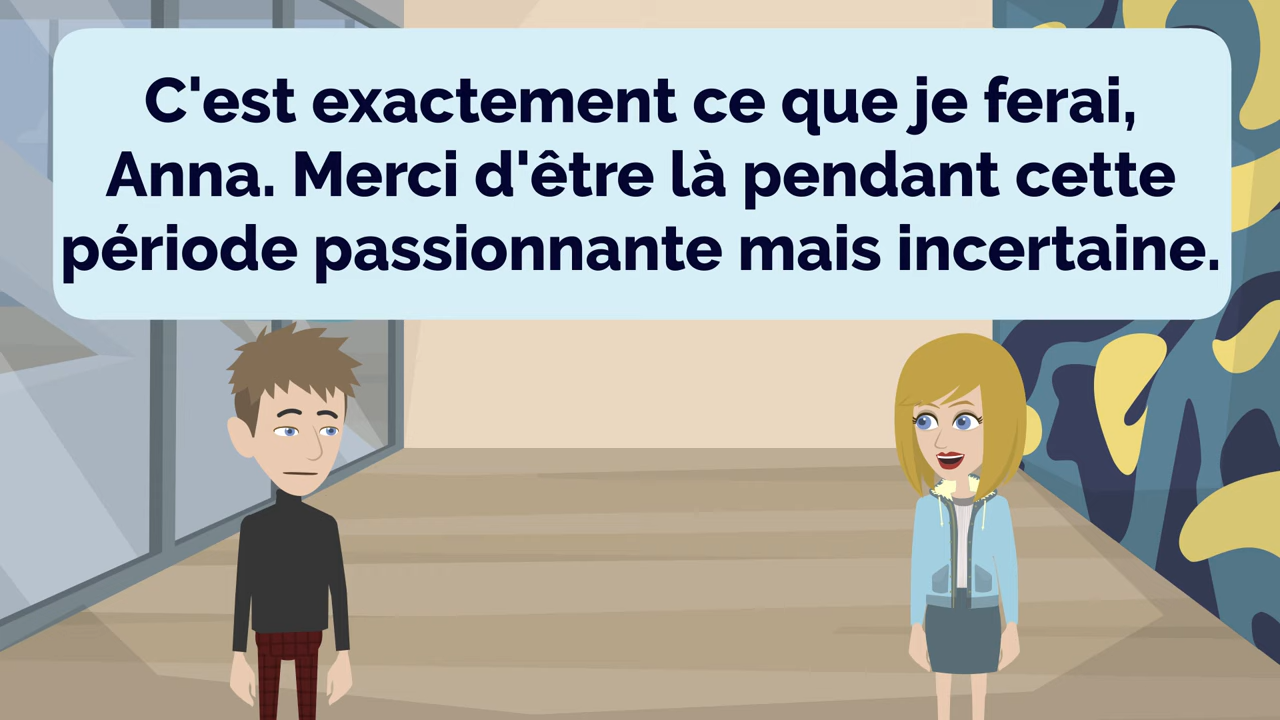 C'est exactement ce que je ferai,
Anna. Merci d'être là pendant cette
période passionnante mais incertaine.